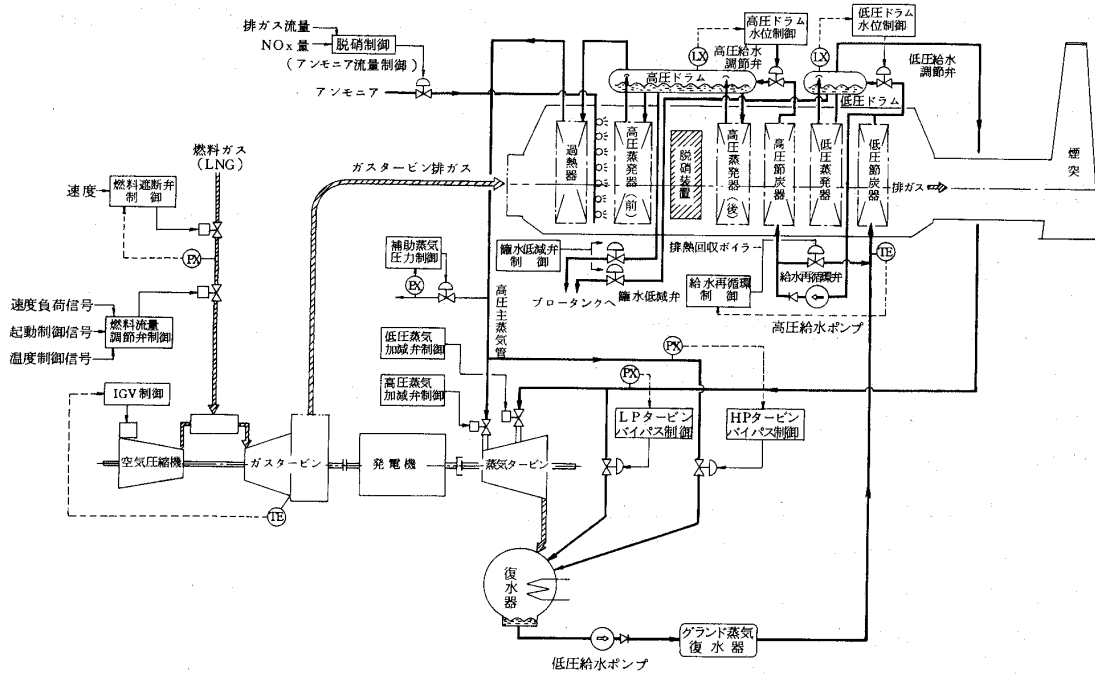 排ガス流量
NOx量
脱硝制御
(アンモニア流量制御)
アンモニア
高圧ドラム
水位制御
低圧ドラム
水位制御
LX
LX
高圧給水
調節弁
低圧給水
調節弁
高圧ドラム
低圧ドラム
燃料ガス
(LNG)
ガスタービン排ガス
過熱器
高圧蒸発器(前)
脱硝装置
高圧蒸発器(後)
高圧節炭器
低圧蒸発器
低圧節炭器
排ガス
煙突
速度
燃料遮断弁
制御
PX
速度負荷信号
起動制御信号
温度制御信号
燃料流量
調節弁制御
補助蒸気
圧力制御
PX
高圧主蒸気管
罐水低減弁
制御
ブロータンクへ
罐水低減弁
排熱回収ボイラー
給水再循環
制御
給水再循環弁
TE
高圧給水ポンプ
低圧蒸気
加減弁制御
高圧蒸気
加減弁制御
PX
PX
LPタービン
バイパス制御
HPタービン
バイパス制御
IGV制御
空気圧縮機
ガスタービン
発電機
蒸気タービン
TE
復水器
低圧給水ポンプ
グランド蒸気
復水器